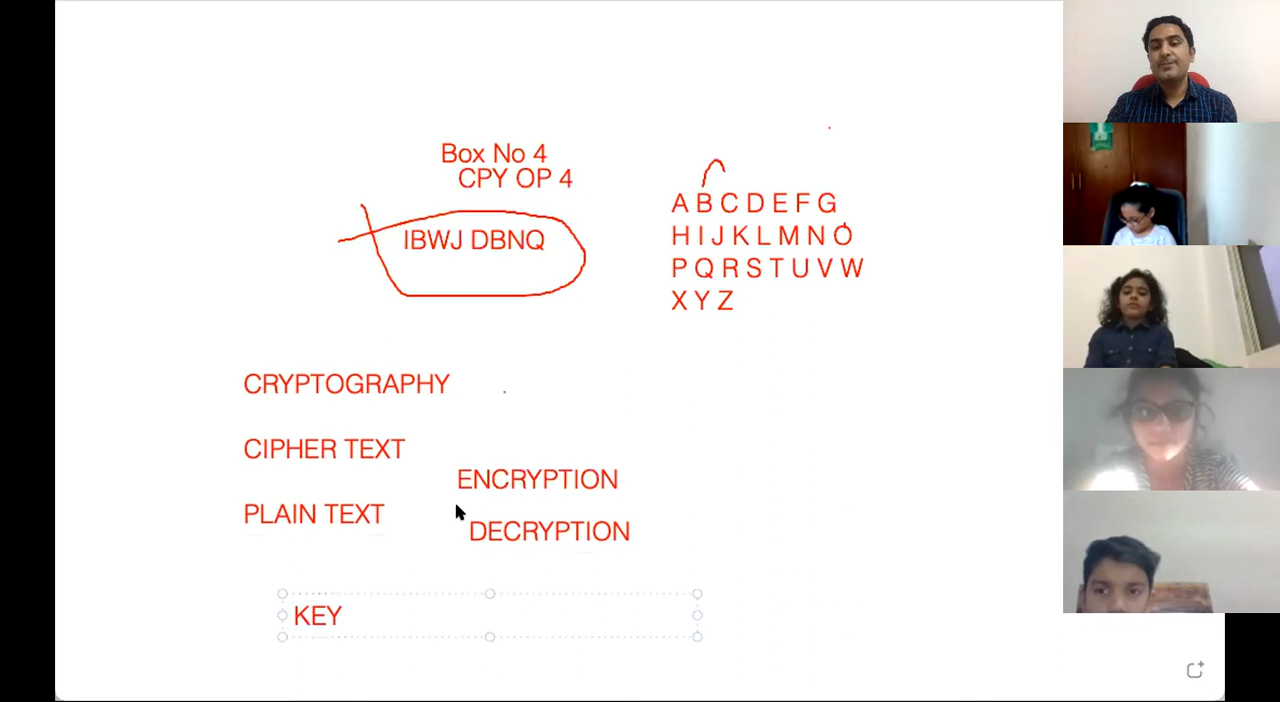 Box No 4
CPY OP 4
IBWJ DBNQ
A B C D E F G
H I J K L M N O
P Q R S T U V W
X Y Z
CRYPTOGRAPHY
CIPHER TEXT
ENCRYPTION
PLAIN TEXT
DECRYPTION
KEY